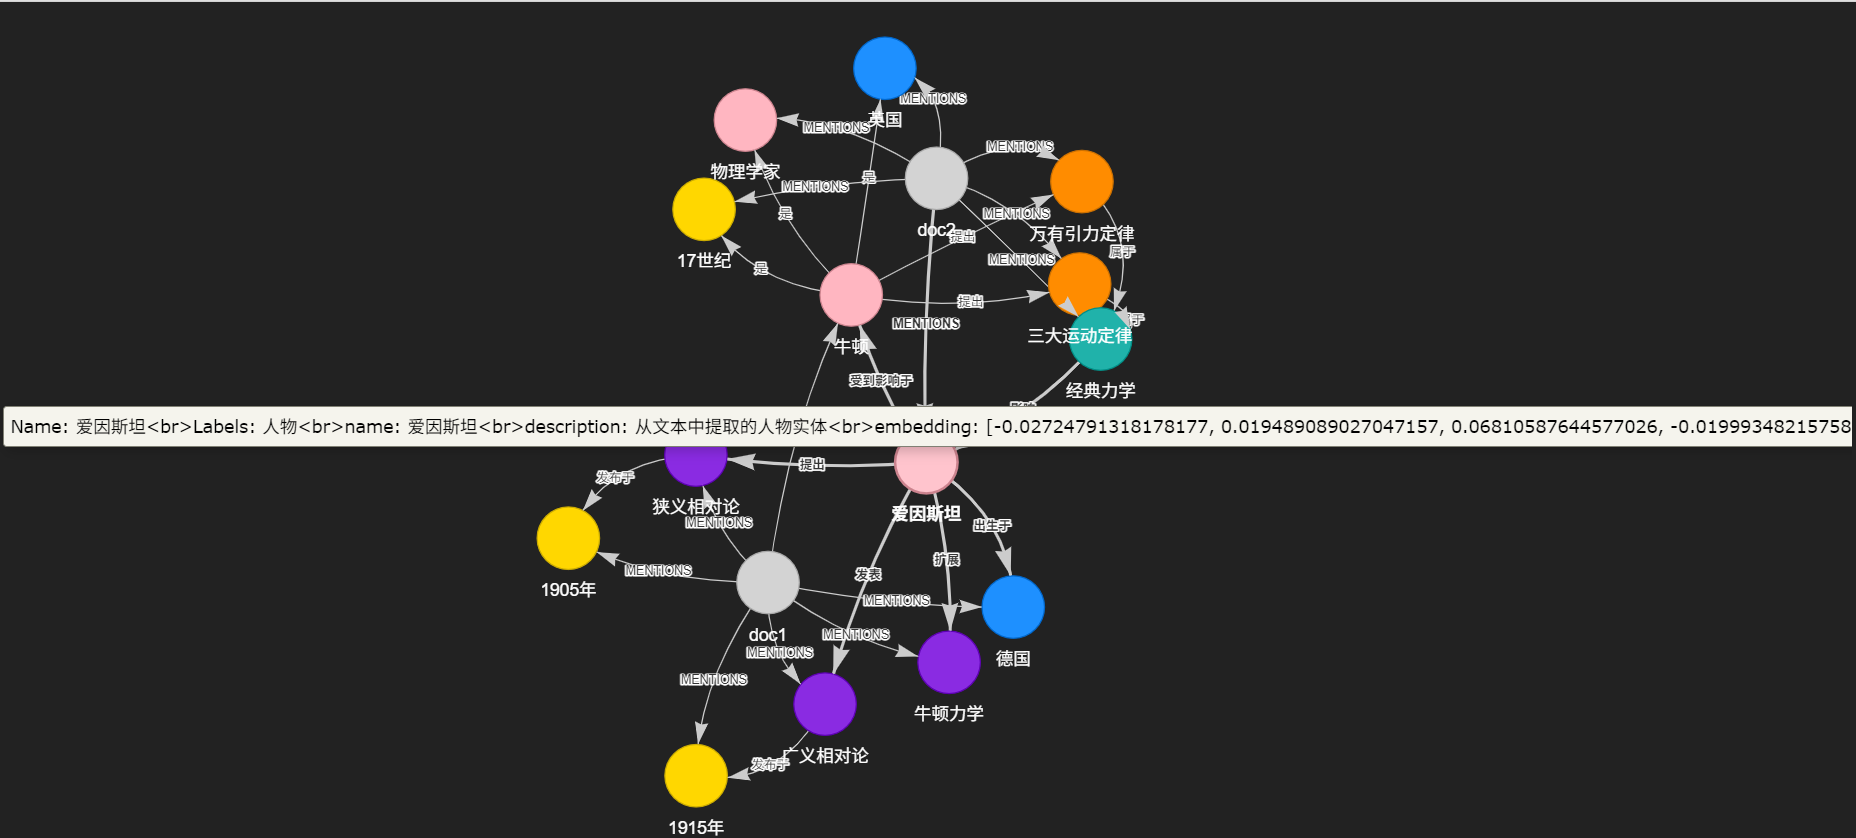 MENTIONS
英国
MENTIONS
MENTIONS
物理学家
是
MENTIONS
MENTIONS
是
doc2
提出
万有引力定律
17世纪
是
MENTIONS
属于
提出
MENTIONS
于
三大运动定律
牛顿
受到影响于
经典力学
Name: 爱因斯坦<br>Labels: 人物<br>name: 爱因斯坦<br>description: 从文本中提取的人物实体<br>embedding: [-0.02724791318178177, 0.019489089027047157, 0.06810587644577026, -0.01999348215758
提出
发布于
狭义相对论
MENTIONS
爱因斯坦
出生于
扩展
MENTIONS
发表
1905年
MENTIONS
doc1
MENTIONS
MENTIONS
德国
MENTIONS
牛顿力学
广义相对论
发布于
1915年